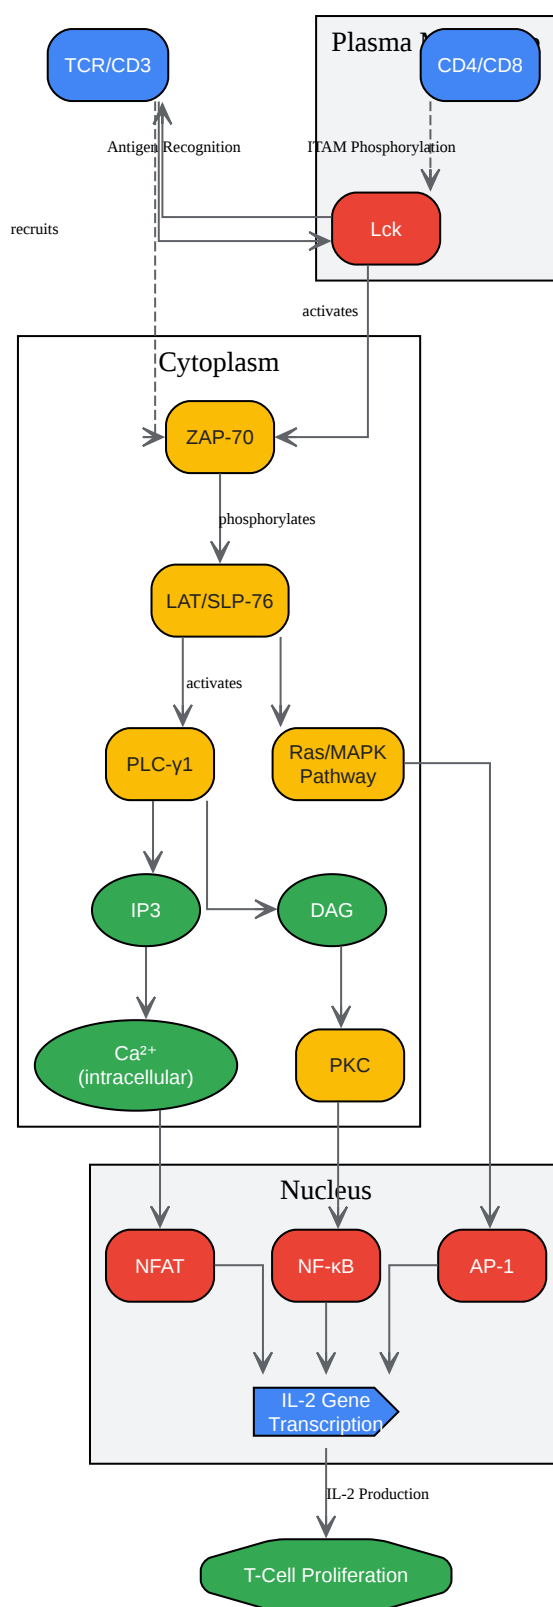 TCR/CD3
Plasma
CD4/CD8
Antigen Recognition
ITAM Phosphorylation
recruits
Lck
activates
Cytoplasm
ZAP-70
phosphorylates
LAT/SLP-76
activates
PLC-γ1
Ras/MAPK
Pathway
IP3
DAG
Ca²⁺
(intracellular)
PKC
Nucleus
NFAT
NF-κB
AP-1
IL-2 Gene
Transcription
IL-2 Production
T-Cell Proliferation